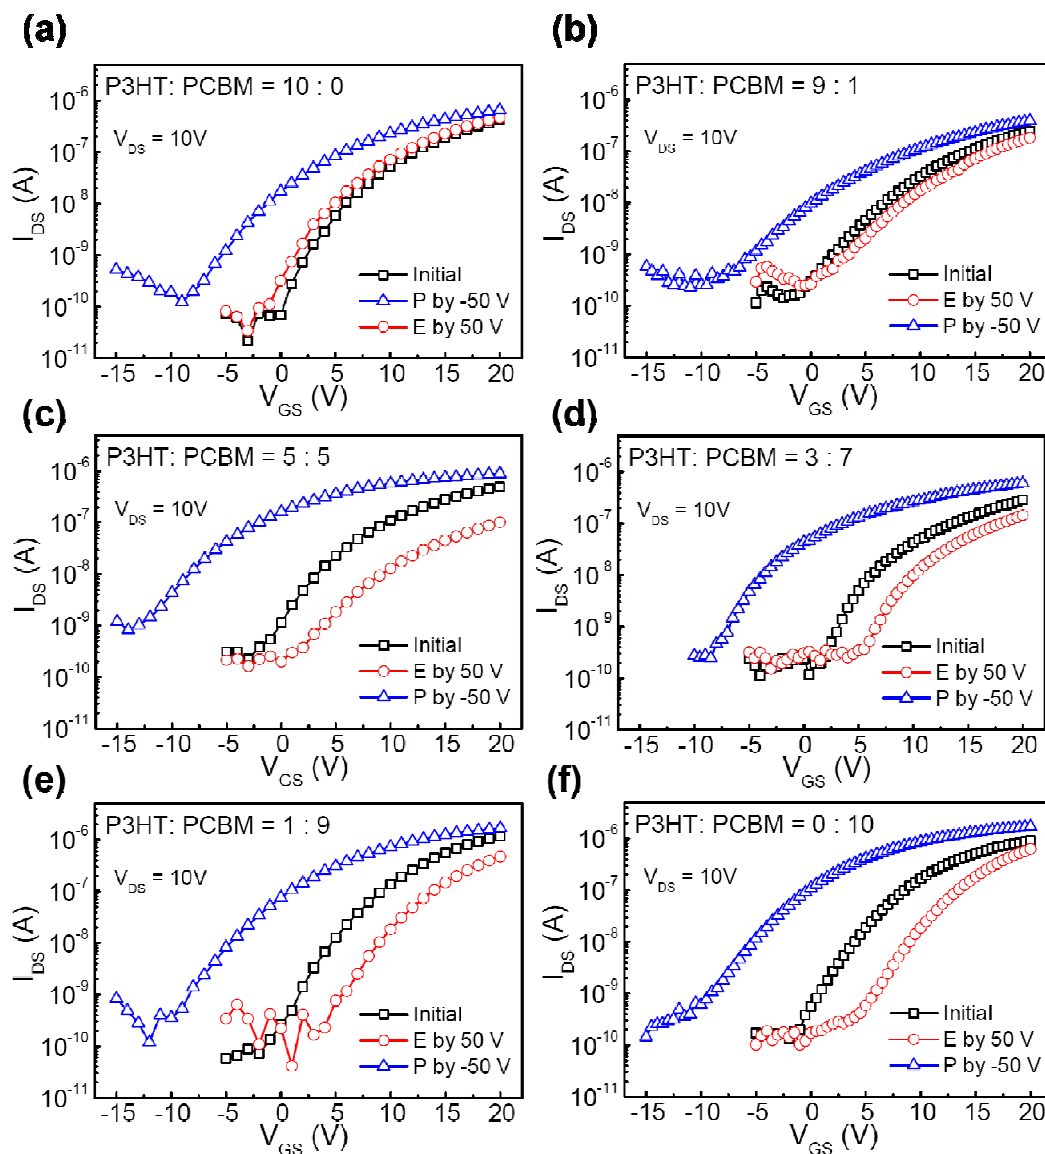 (a)
P3HT: PCBM = 10 : 0
V_DS = 10V
I_DS (A)
10^-6
10^-7
10^-8
10^-9
10^-10
10^-11
Initial
P by -50 V
E by 50 V
-15 -10 -5 0 5 10 15 20
V_GS (V)
(b)
P3HT: PCBM = 9 : 1
V_DS = 10V
I_DS (A)
10^-6
10^-7
10^-8
10^-9
10^-10
10^-11
Initial
E by 50 V
P by -50 V
-15 -10 -5 0 5 10 15 20
V_GS (V)
(c)
P3HT: PCBM = 5 : 5
V_DS = 10V
I_DS (A)
10^-6
10^-7
10^-8
10^-9
10^-10
10^-11
Initial
E by 50 V
P by -50 V
-15 -10 -5 0 5 10 15 20
V_GS (V)
(d)
P3HT: PCBM = 3 : 7
V_DS = 10V
I_DS (A)
10^-6
10^-7
10^-8
10^-9
10^-10
10^-11
Initial
E by 50 V
P by -50 V
-15 -10 -5 0 5 10 15 20
V_GS (V)
(e)
P3HT: PCBM = 1 : 9
V_DS = 10V
I_DS (A)
10^-6
10^-7
10^-8
10^-9
10^-10
10^-11
Initial
E by 50 V
P by -50 V
-15 -10 -5 0 5 10 15 20
V_GS (V)
(f)
P3HT: PCBM = 0 : 10
V_DS = 10V
I_DS (A)
10^-6
10^-7
10^-8
10^-9
10^-10
10^-11
Initial
E by 50 V
P by -50 V
-15 -10 -5 0 5 10 15 20
V_GS (V)